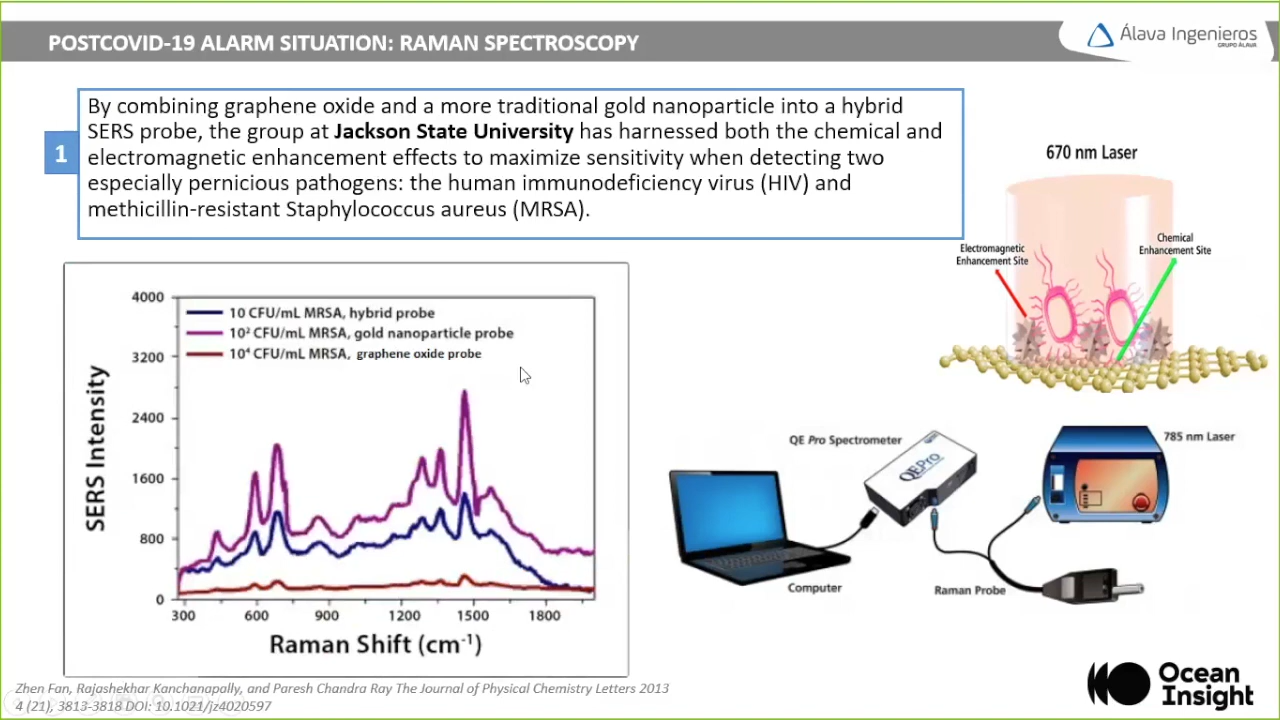 POSTCOVID-19 ALARM SITUATION: RAMAN SPECTROSCOPY
Álava Ingenieros
GRUPO ÁLAVA
1
By combining graphene oxide and a more traditional gold nanoparticle into a hybrid
SERS probe, the group at Jackson State University has harnessed both the chemical and
electromagnetic enhancement effects to maximize sensitivity when detecting two
especially pernicious pathogens: the human immunodeficiency virus (HIV) and
methicillin-resistant Staphylococcus aureus (MRSA).
670 nm Laser
Electromagnetic
Enhancement Site
Chemical
Enhancement Site
SERS Intensity
4000
3200
2400
1600
800
0
10 CFU/mL MRSA, hybrid probe
10² CFU/mL MRSA, gold nanoparticle probe
10⁴ CFU/mL MRSA, graphene oxide probe
300 600 900 1200 1500 1800
Raman Shift (cm⁻¹)
QE Pro Spectrometer
QEPro
785 nm Laser
Computer
Raman Probe
Zhen Fan, Rajashekhar Kanchanapally, and Paresh Chandra Ray The Journal of Physical Chemistry Letters 2013
4 (21), 3813-3818 DOI: 10.1021/jz4020597
Ocean
Insight